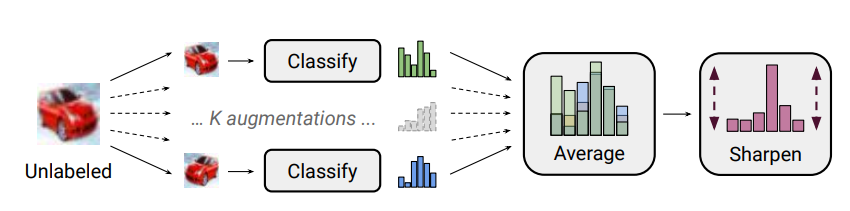 Unlabeled
Classify
... K augmentations ...
Classify
Average
Sharpen